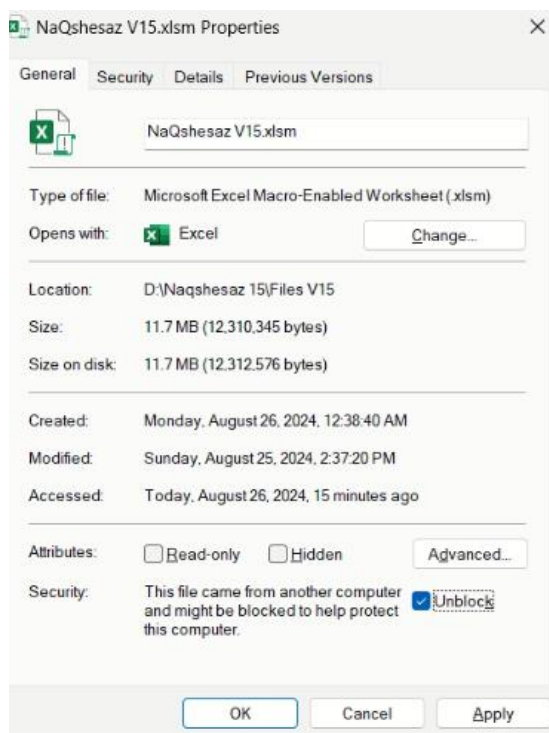 NaQshesaz V15.xlsm Properties
General Security Details Previous Versions
NaQshesaz V15.xlsm
Type of file: Microsoft Excel Macro-Enabled Worksheet (.xlsm)
Opens with: Excel Change...
Location: D:\Naqshesaz 15\Files V15
Size: 11.7 MB (12,310,345 bytes)
Size on disk: 11.7 MB (12,312,576 bytes)
Created: Monday, August 26, 2024, 12:38:40 AM
Modified: Sunday, August 25, 2024, 2:37:20 PM
Accessed: Today, August 26, 2024, 15 minutes ago
Attributes: Read-only Hidden Advanced...
Security: This file came from another computer
and might be blocked to help protect
this computer.
Unblock
OK Cancel Apply